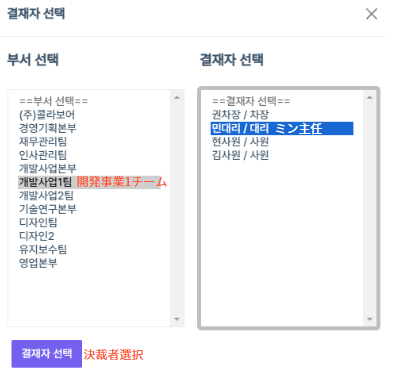 결재자 선택
부서 선택
==부서 선택==
(주)콜라보어
경영기획본부
재무관리팀
인사관리팀
개발사업본부
개발사업1팀 開発事業1チーム
개발사업2팀
기술연구본부
디자인팀
디자인2
유지보수팀
영업본부
결재자 선택
==결재자 선택==
권차장 / 차장
민대리 / 대리 ミン主任
현사원 / 사원
김사원 / 사원
결재자 선택 決裁者選択